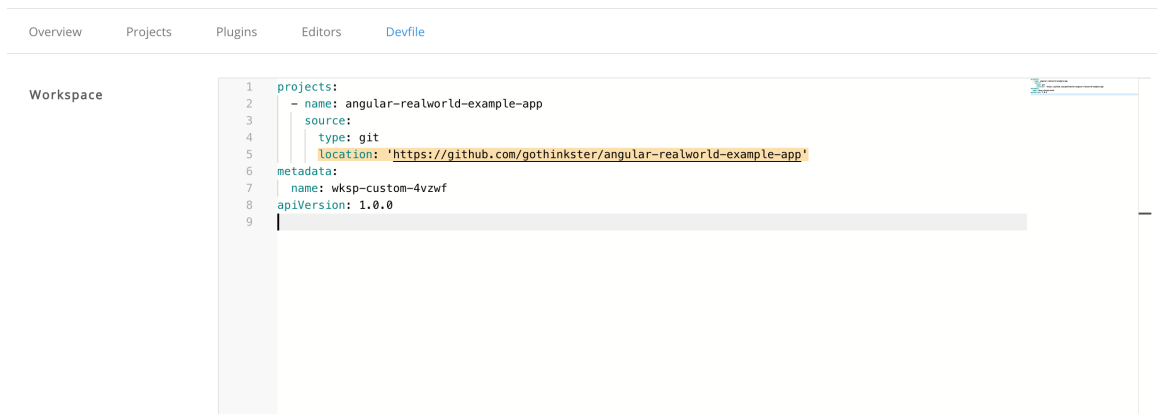 Overview Projects Plugins Editors Devfile
Workspace
1 projects:
2   - name: angular-realworld-example-app
3     source:
4       type: git
5       location: 'https://github.com/gothinkster/angular-realworld-example-app'
6 metadata:
7   name: wksp-custom-4vzwf
8 apiVersion: 1.0.0
9